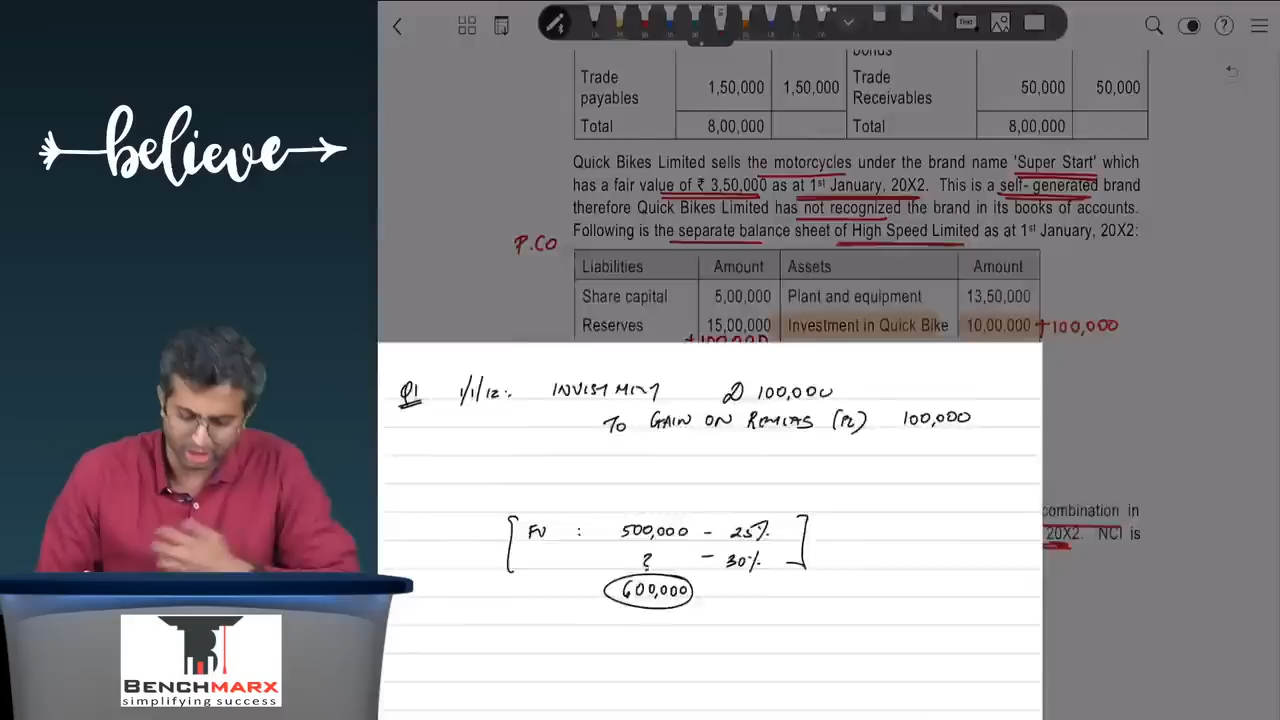 believe
BENCHMARX
simplifying success
Text
Trade payables 1,50,000 1,50,000 Trade Receivables 50,000 50,000
Total 8,00,000 Total 8,00,000
Quick Bikes Limited sells the motorcycles under the brand name 'Super Start' which
has a fair value of ₹ 3,50,000 as at 1st January, 20X2. This is a self- generated brand
therefore Quick Bikes Limited has not recognized the brand in its books of accounts.
Following is the separate balance sheet of High Speed Limited as at 1st January, 20X2:
P.CO
Liabilities Amount Assets Amount
Share capital 5,00,000 Plant and equipment 13,50,000
Reserves 15,00,000 Investment in Quick Bike 10,00,000 +100,000
Q1 1/1/12: INVESTMENT D 100,000
TO GAIN ON REMEAS (PL) 100,000
FV : 500,000 - 25%
? - 30%
600,000
combination in
20X2. NCI is